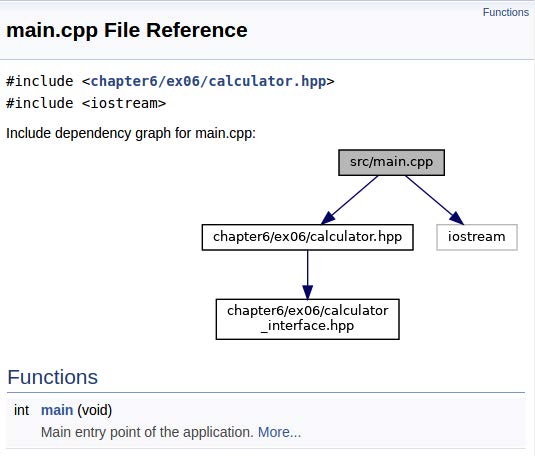 Functions
main.cpp File Reference
#include <chapter6/ex06/calculator.hpp>
#include <iostream>
Include dependency graph for main.cpp:
src/main.cpp
chapter6/ex06/calculator.hpp
iostream
chapter6/ex06/calculator
_interface.hpp
Functions
int main (void)
Main entry point of the application. More...